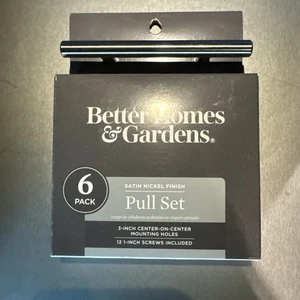 Better Homes
& Gardens®
6
PACK
SATIN NICKEL FINISH
Pull Set
3-INCH CENTER-ON-CENTER
MOUNTING HOLES
12 1-INCH SCREWS INCLUDED